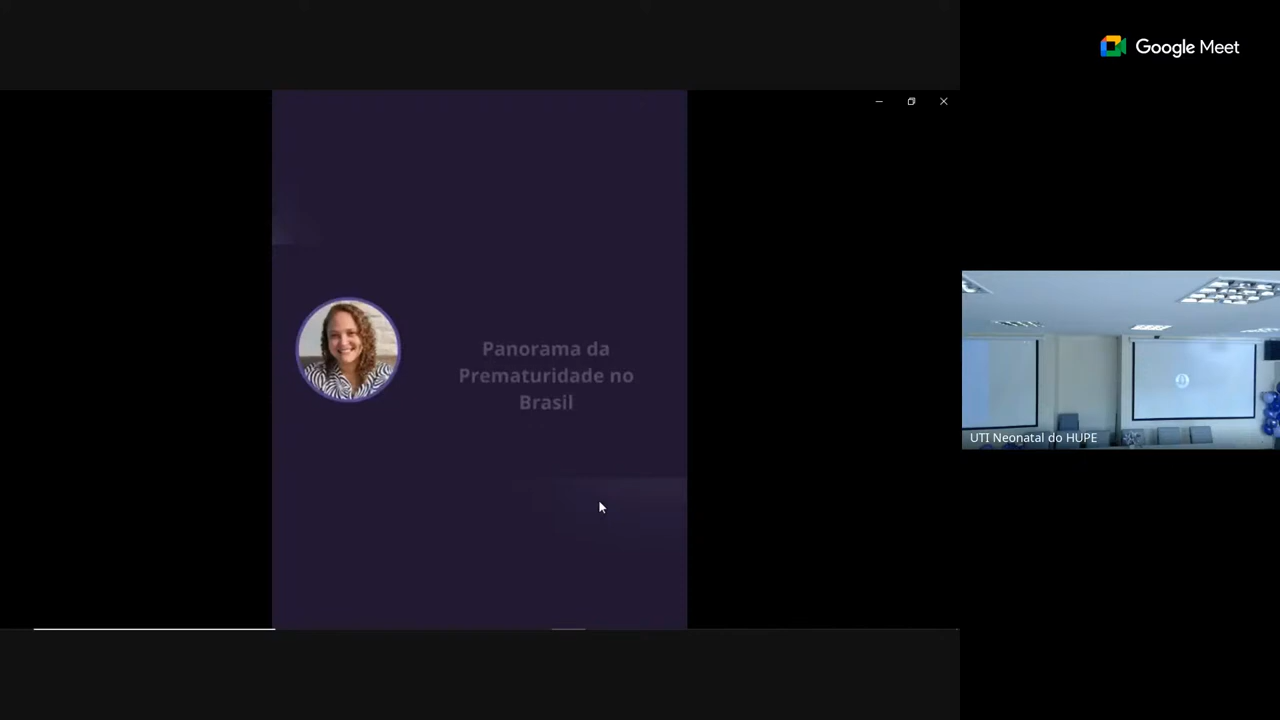 Google Meet
Panorama da
Prematuridade no
Brasil
UTI Neonatal do HUPE